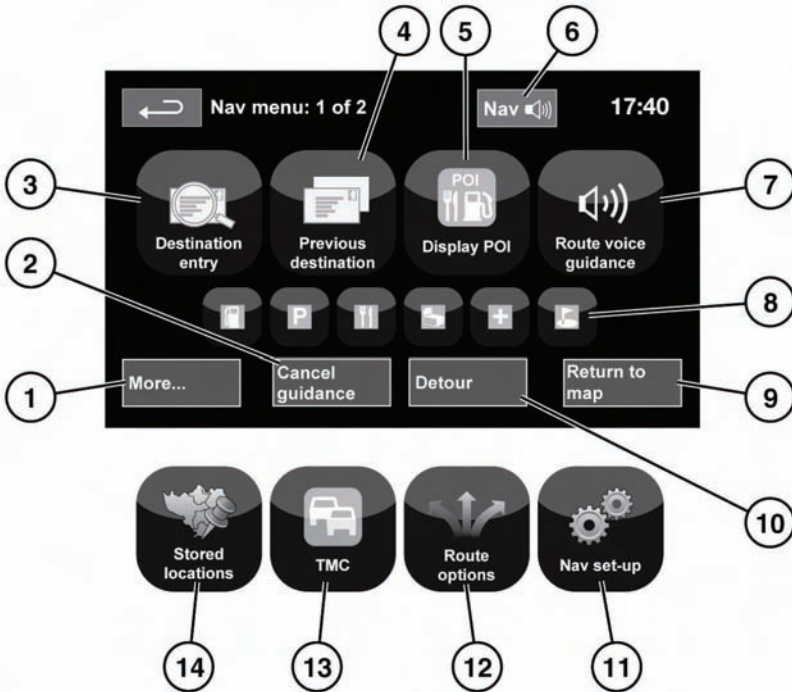 4
5
6
Nav menu: 1 of 2
Nav
17:40
3
POI
7
Destination
entry
Previous
destination
Display POI
Route voice
guidance
2
P
8
More...
Cancel
guidance
Detour
Return to
map
1
9
10
Stored
locations
TMC
Route
options
Nav set-up
14
13
12
11